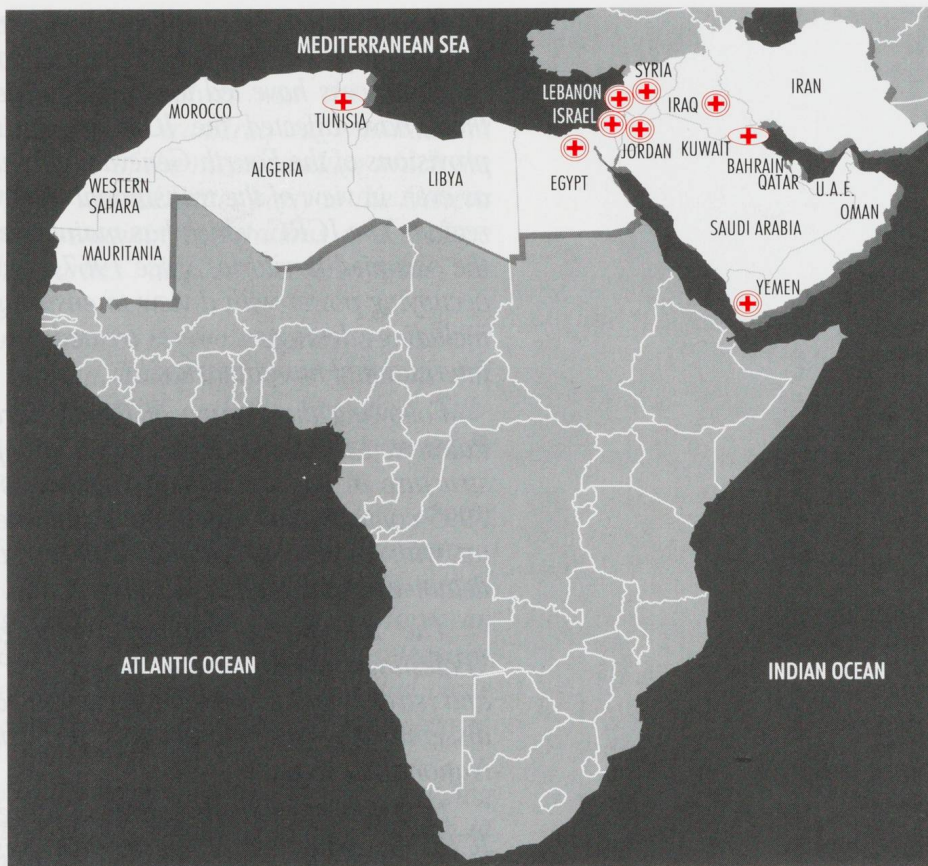 MEDITERRANEAN SEA
SYRIA
LEBANON
IRAN
MOROCCO
IRAQ
ISRAEL
TUNISIA
JORDAN
KUWAIT
ALGERIA
LIBYA
EGYPT
BAHRAIN
QATAR
WESTERN
SAHARA
U.A.E.
OMAN
SAUDI ARABIA
MAURITANIA
YEMEN
ATLANTIC OCEAN
INDIAN OCEAN